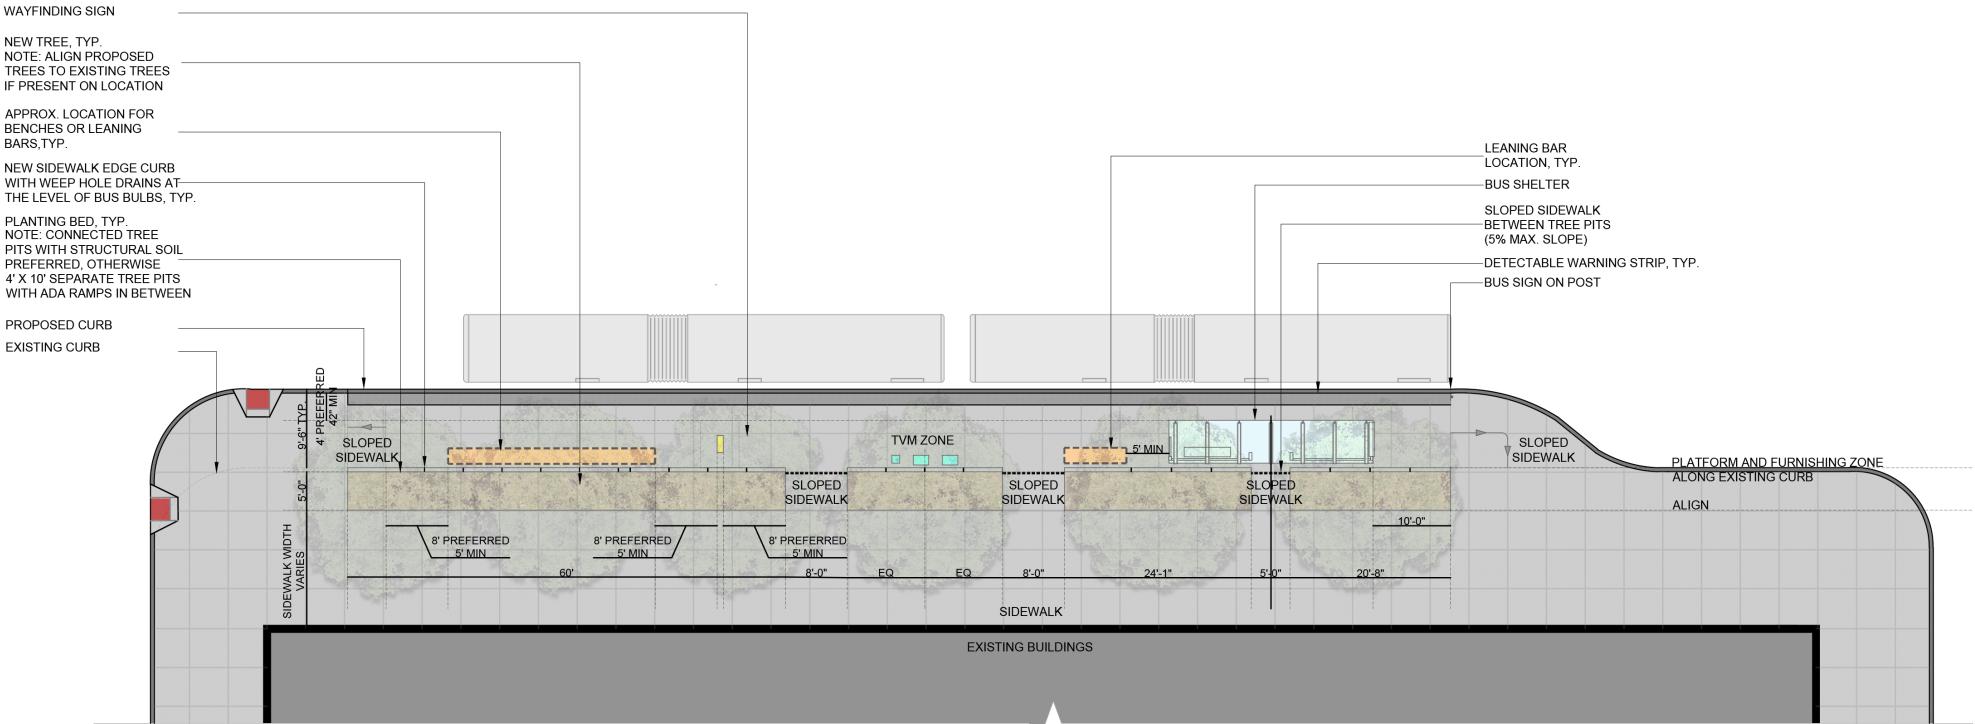 WAYFINDING SIGN
NEW TREE, TYP.
NOTE: ALIGN PROPOSED
TREES TO EXISTING TREES
IF PRESENT ON LOCATION
APPROX. LOCATION FOR
BENCHES OR LEANING
BARS,TYP.
NEW SIDEWALK EDGE CURB
WITH WEEP HOLE DRAINS AT
THE LEVEL OF BUS BULBS, TYP.
PLANTING BED, TYP.
NOTE: CONNECTED TREE
PITS WITH STRUCTURAL SOIL
PREFERRED, OTHERWISE
4' X 10' SEPARATE TREE PITS
WITH ADA RAMPS IN BETWEEN
PROPOSED CURB
EXISTING CURB
LEANING BAR
LOCATION, TYP.
BUS SHELTER
SLOPED SIDEWALK
BETWEEN TREE PITS
(5% MAX. SLOPE)
DETECTABLE WARNING STRIP, TYP.
BUS SIGN ON POST
9'-6" TYP.
4' PREFERRED
42" MIN
SLOPED
SIDEWALK
TVM ZONE
5' MIN
SLOPED
SIDEWALK
PLATFORM AND FURNISHING ZONE
ALONG EXISTING CURB
ALIGN
5'-0"
SLOPED
SIDEWALK
SLOPED
SIDEWALK
SLOPED
SIDEWALK
10'-0"
SIDEWALK WIDTH
VARIES
8' PREFERRED
5' MIN
8' PREFERRED
5' MIN
8' PREFERRED
5' MIN
60'
8'-0"
EQ
EQ
8'-0"
24'-1"
5'-0"
20'-8"
SIDEWALK
EXISTING BUILDINGS